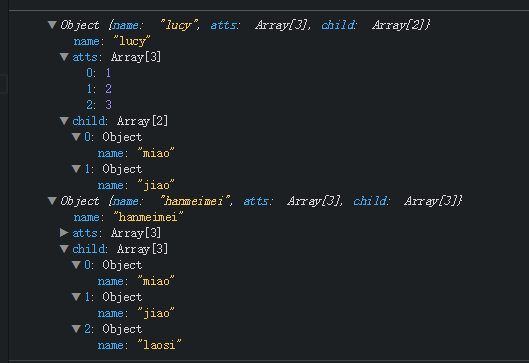 ▼ Object {name: "lucy", atts: Array[3], child: Array[2]}
name: "lucy"
▼ atts: Array[3]
0: 1
1: 2
2: 3
▼ child: Array[2]
▼ 0: Object
name: "miao"
▼ 1: Object
name: "jiao"
▼ Object {name: "hanmeimei", atts: Array[3], child: Array[3]}
name: "hanmeimei"
▶ atts: Array[3]
▼ child: Array[3]
▼ 0: Object
name: "miao"
▼ 1: Object
name: "jiao"
▼ 2: Object
name: "laosi"